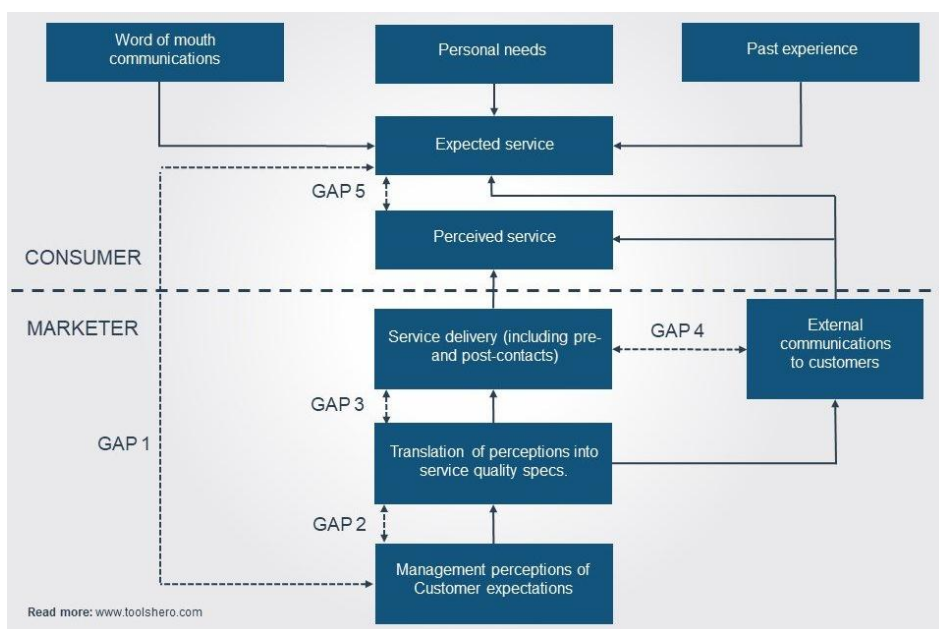 Word of mouth
communications
Personal needs
Past experience
Expected service
GAP 5
Perceived service
CONSUMER
MARKETER
Service delivery (including pre-
and post-contacts)
GAP 4
External
communications
to customers
GAP 3
GAP 1
Translation of perceptions into
service quality specs.
GAP 2
Management perceptions of
Customer expectations
Read more: www.toolshero.com